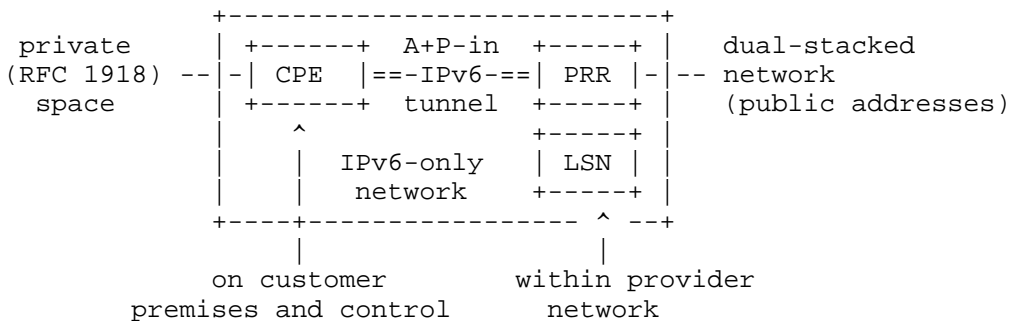 +---------------------------+
 private    | +------+  A+P-in  +-----+ |   dual-stacked
(RFC 1918) --|-| CPE  |==-IPv6-==| PRR |-|-- network
  space     | +------+  tunnel  +-----+ |   (public addresses)
            |    ^              +-----+ |
            |    |  IPv6-only   | LSN | |
            |    |   network    +-----+ |
            +----+----------------- ^ --+
                 |                  |
           on customer        within provider
       premises and control       network